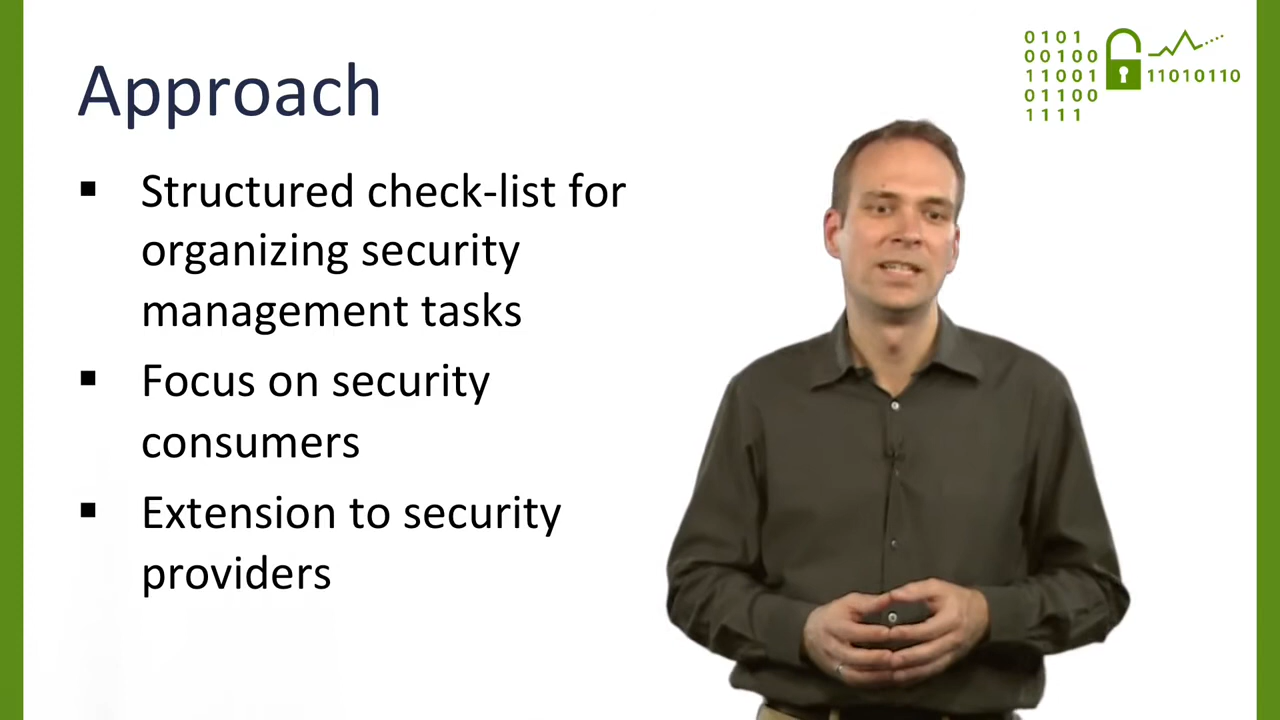 Approach
0101
00100
11001
01100
1111
11010110
▪ Structured check-list for
organizing security
management tasks
▪ Focus on security
consumers
▪ Extension to security
providers